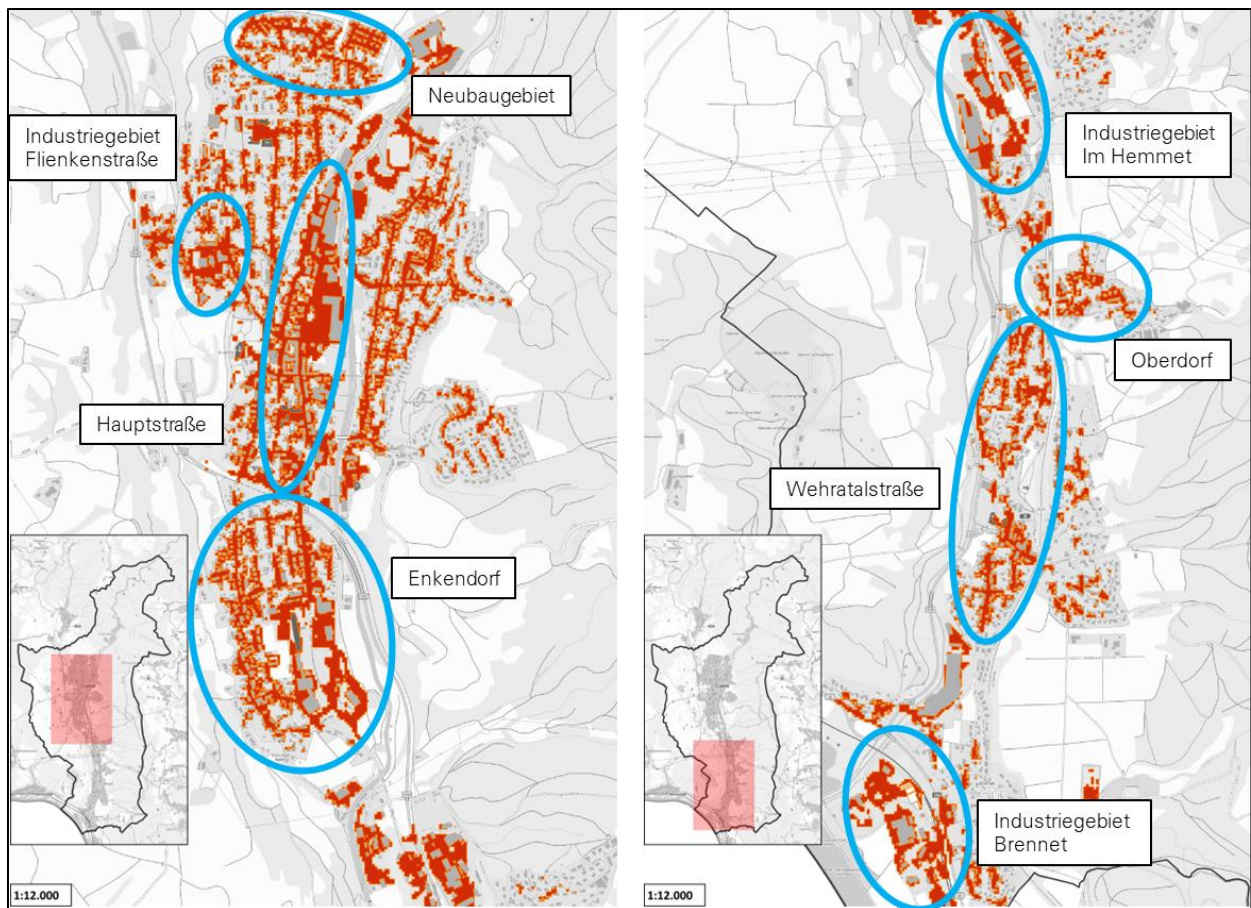 Neubaugebiet
Industriegebiet
Flienkenstraße
Hauptstraße
Enkendorf
1:12.000
Industriegebiet
Im Hemmet
Oberdorf
Wehratalstraße
Industriegebiet
Brennet
1:12.000